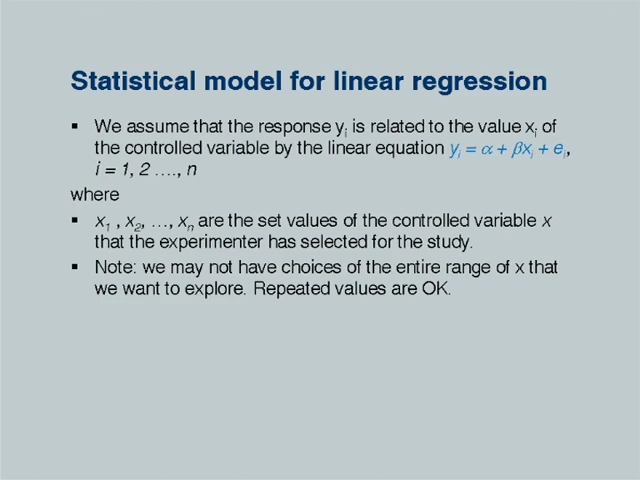 Statistical model for linear regression
▪ We assume that the response yᵢ is related to the value xᵢ of
the controlled variable by the linear equation yᵢ = α + βxᵢ + eᵢ,
i = 1, 2 …., n
where
▪ x₁ , x₂, …, xₙ are the set values of the controlled variable x
that the experimenter has selected for the study.
▪ Note: we may not have choices of the entire range of x that
we want to explore. Repeated values are OK.